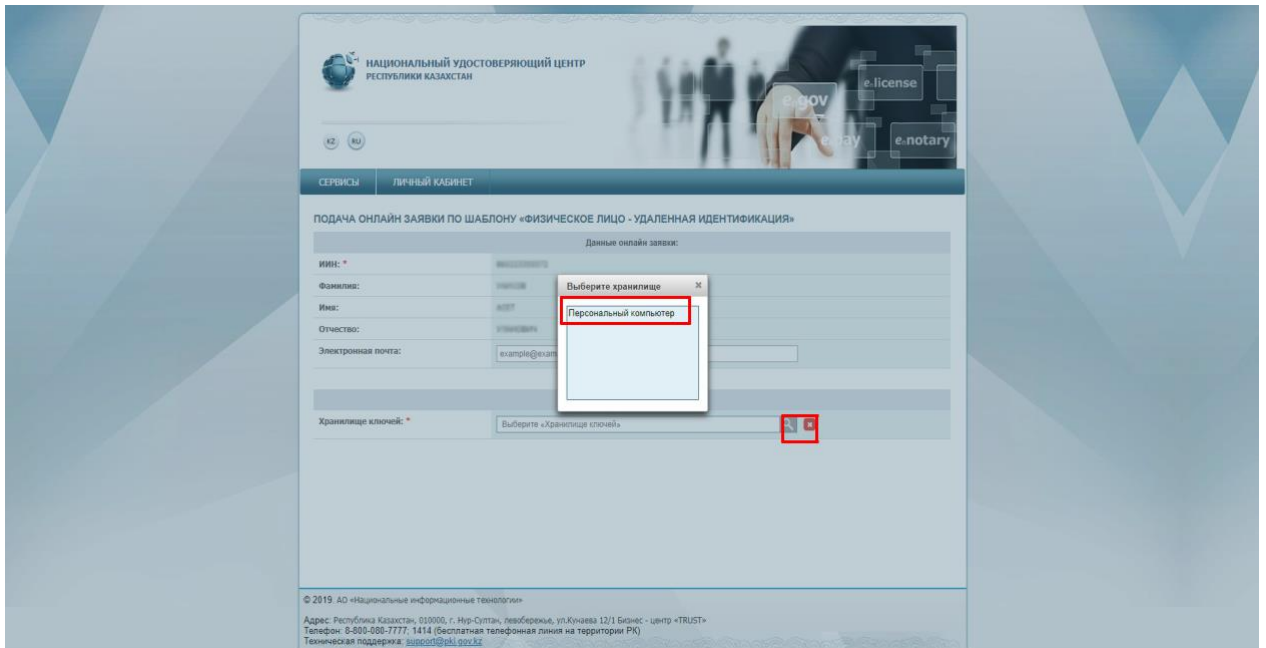 НАЦИОНАЛЬНЫЙ УДОСТОВЕРЯЮЩИЙ ЦЕНТР
РЕСПУБЛИКИ КАЗАХСТАН
e.gov
e.license
e.pay
e.notary
KZ RU
СЕРВИСЫ ЛИЧНЫЙ КАБИНЕТ
ПОДАЧА ОНЛАЙН ЗАЯВКИ ПО ШАБЛОНУ «ФИЗИЧЕСКОЕ ЛИЦО - УДАЛЕННАЯ ИДЕНТИФИКАЦИЯ»
Данные онлайн заявки:
ИИН: *
Фамилия:
Имя:
Отчество:
Электронная почта: example@exam
Выберите хранилище
Персональный компьютер
Хранилище ключей: * Выберите «Хранилище ключей»
© 2019. АО «Национальные информационные технологии»
Адрес: Республика Казахстан, 010000, г. Нур-Султан, левобережье, ул.Кунаева 12/1 Бизнес - центр «TRUST»
Телефон: 8-800-080-7777; 1414 (бесплатная телефонная линия на территории РК)
Техническая поддержка: support@pki.gov.kz